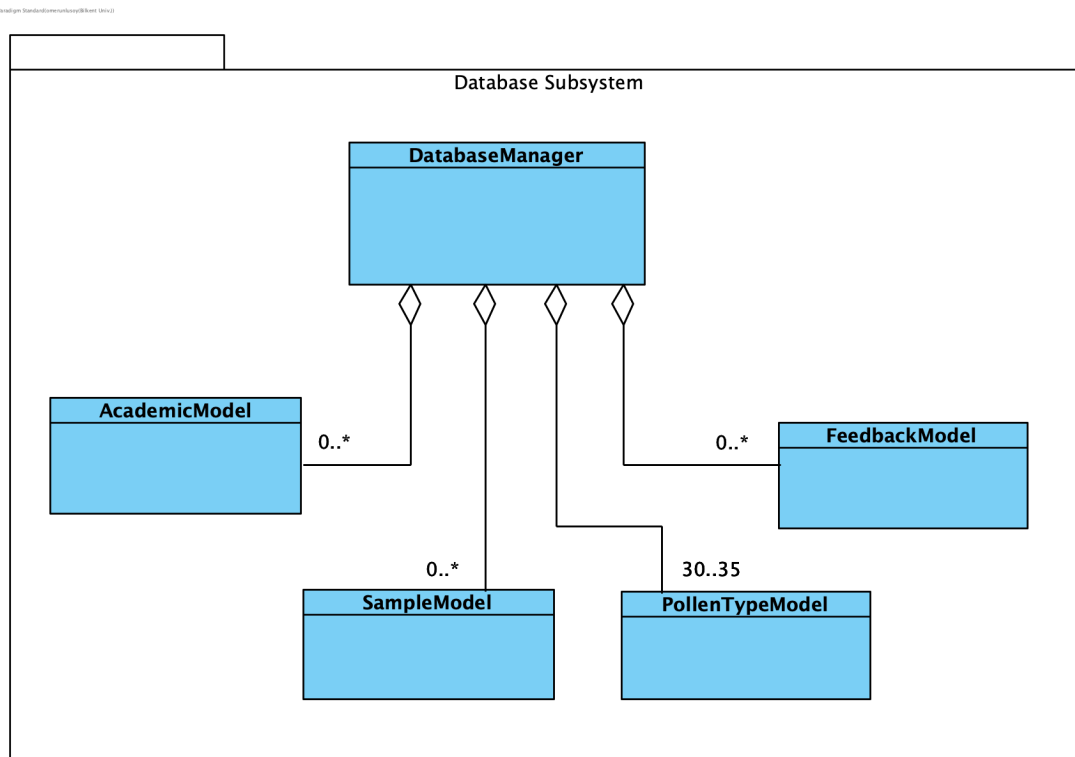 Database Subsystem
DatabaseManager
AcademicModel
0..*
0..*
FeedbackModel
0..*
30..35
SampleModel
PollenTypeModel